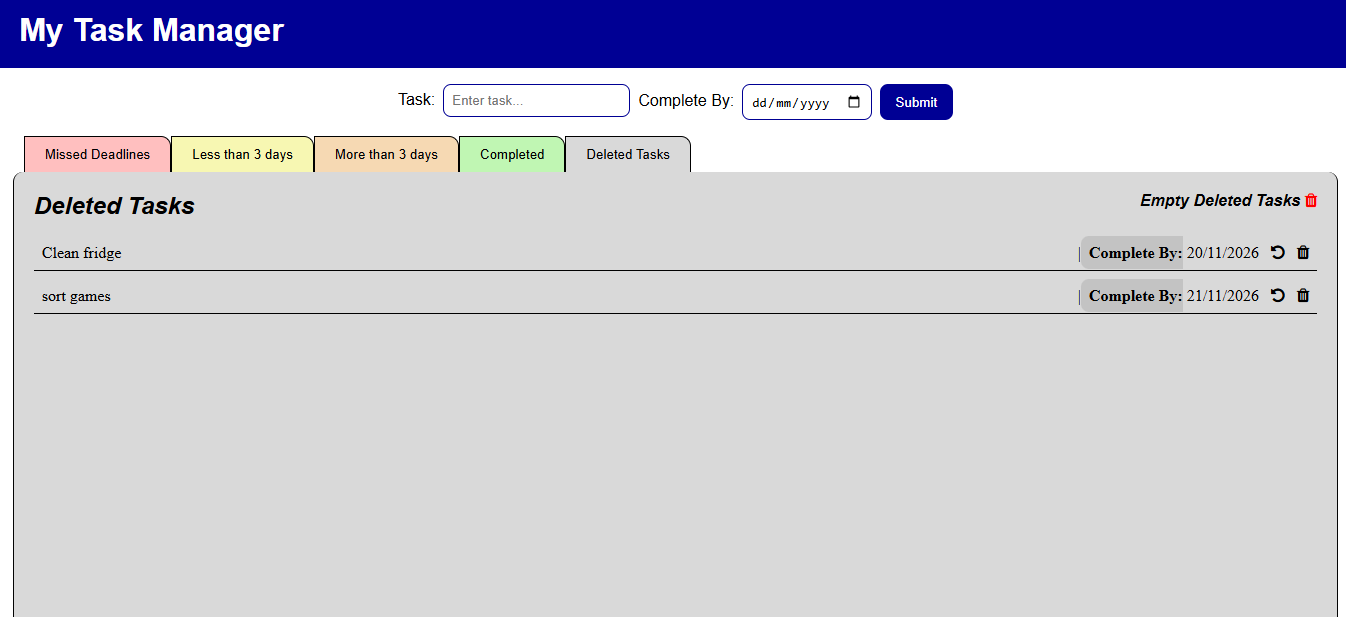 My Task Manager
Task: Enter task... Complete By: dd/mm/yyyy Submit
Missed Deadlines Less than 3 days More than 3 days Completed Deleted Tasks
Deleted Tasks Empty Deleted Tasks
Clean fridge | Complete By: 20/11/2026
sort games | Complete By: 21/11/2026